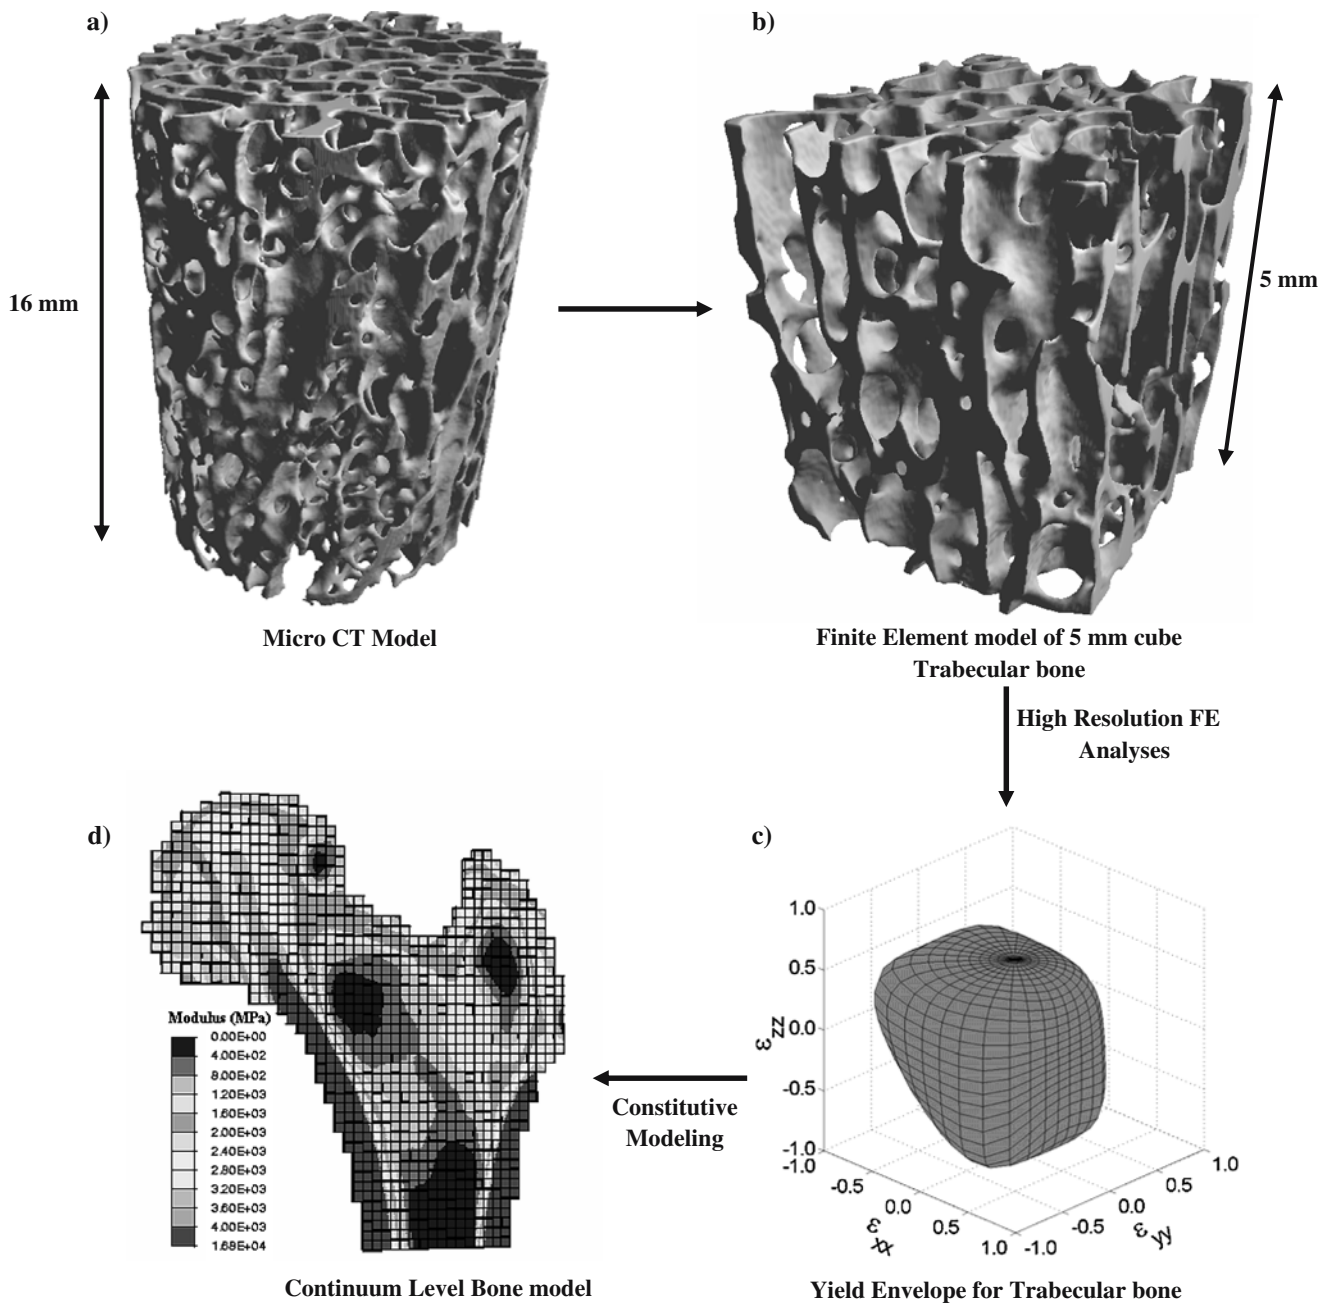 a)
b)
16 mm
5 mm
Micro CT Model
Finite Element model of 5 mm cube
Trabecular bone
High Resolution FE
Analyses
d)
c)
Modulus (MPa)
0.00E+00
4.00E+02
8.00E+02
1.20E+03
1.60E+03
2.00E+03
2.40E+03
2.80E+03
3.20E+03
3.60E+03
4.00E+03
1.69E+04
Constitutive
Modeling
1.0
0.5
0.0
-0.5
-1.0
εzz
-1.0
-0.5
0.0
0.5
1.0
εxx
-1.0
-0.5
0.0
0.5
1.0
εyy
Continuum Level Bone model
Yield Envelope for Trabecular bone